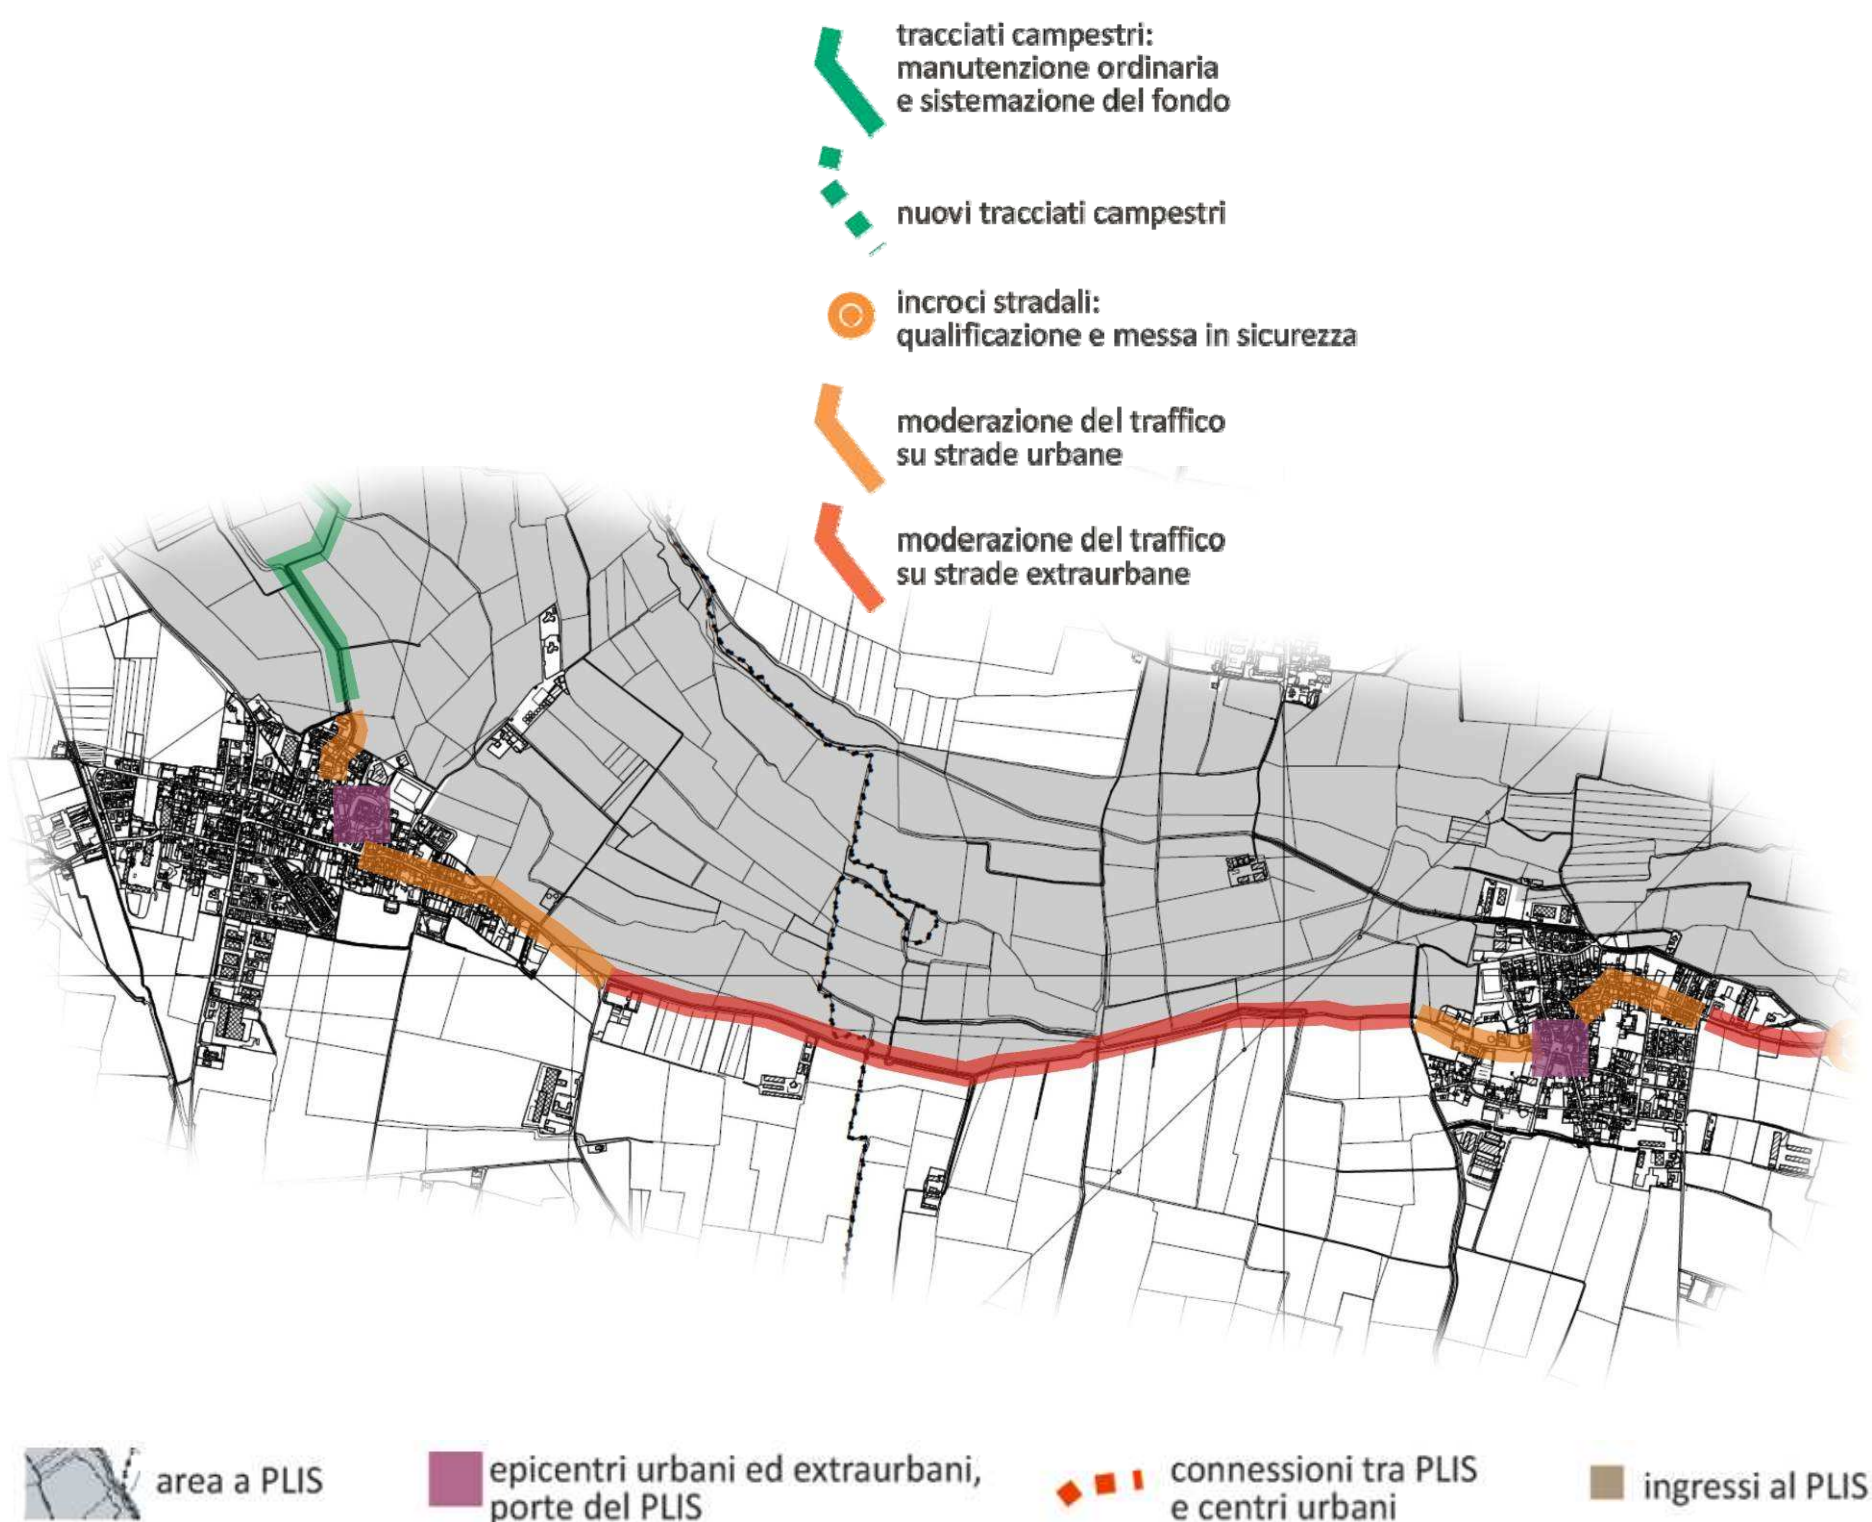 tracciati campestri:
manutenzione ordinaria
e sistemazione del fondo
nuovi tracciati campestri
incroci stradali:
qualificazione e messa in sicurezza
moderazione del traffico
su strade urbane
moderazione del traffico
su strade extraurbane
area a PLIS
epicentri urbani ed extraurbani,
porte del PLIS
connessioni tra PLIS
e centri urbani
ingressi al PLIS